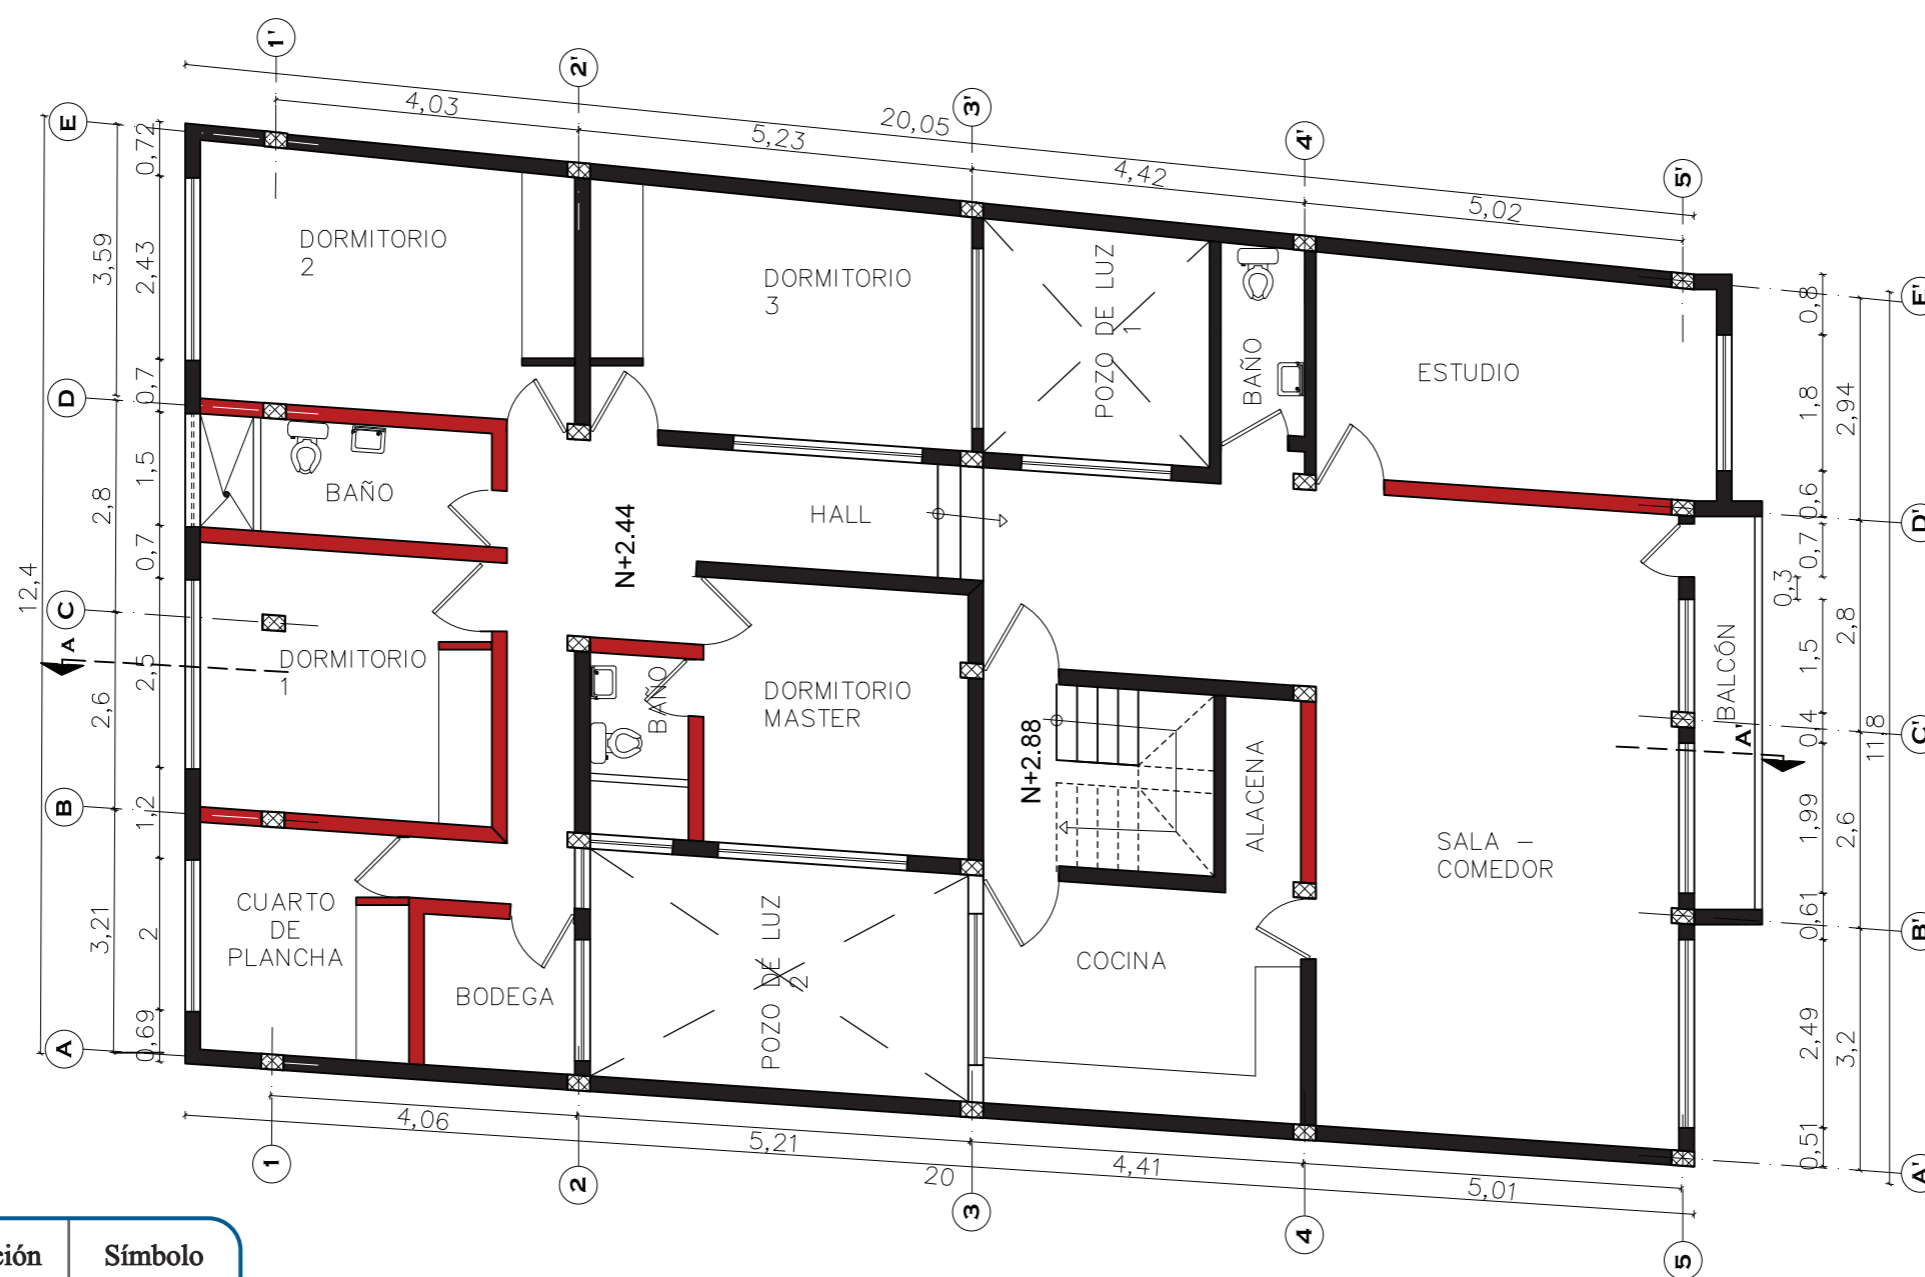 1'
2'
3'
4'
5'
4,03
5,23
20,05
4,42
5,02
E
D
C
B
A
A
12,4
3,59
2,8
2,6
3,21
0,72
2,43
0,7
1,5
0,7
2,5
1,2
2
0,69
DORMITORIO
2
DORMITORIO
3
POZO DE LUZ
1
BAÑO
ESTUDIO
BAÑO
HALL
N+2.44
DORMITORIO
1
BAÑO
DORMITORIO
MASTER
N+2.88
ALACENA
SALA –
COMEDOR
BALCÓN
CUARTO
DE
PLANCHA
BODEGA
POZO DE LUZ
2
COCINA
0,8
1,8
0,6
0,7
0,3
1,5
0,4
1,99
0,61
2,49
0,51
2,94
2,8
2,6
3,2
11,8
E'
D'
C'
B'
A'
A'
4,06
5,21
20
4,41
5,01
1
2
3
4
5
ción
Símbolo